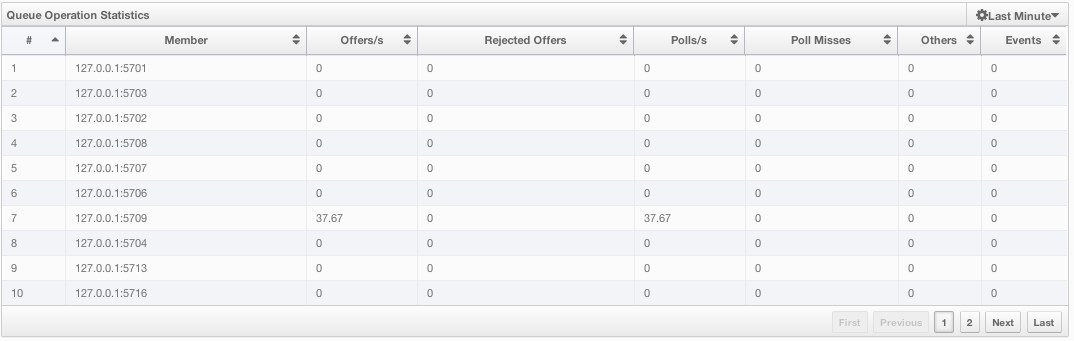 Queue Operation Statistics Last Minute
# Member Offers/s Rejected Offers Polls/s Poll Misses Others Events
1 127.0.0.1:5701 0 0 0 0 0 0
2 127.0.0.1:5703 0 0 0 0 0 0
3 127.0.0.1:5702 0 0 0 0 0 0
4 127.0.0.1:5708 0 0 0 0 0 0
5 127.0.0.1:5707 0 0 0 0 0 0
6 127.0.0.1:5706 0 0 0 0 0 0
7 127.0.0.1:5709 37.67 0 37.67 0 0 0
8 127.0.0.1:5704 0 0 0 0 0 0
9 127.0.0.1:5713 0 0 0 0 0 0
10 127.0.0.1:5716 0 0 0 0 0 0
First Previous 1 2 Next Last